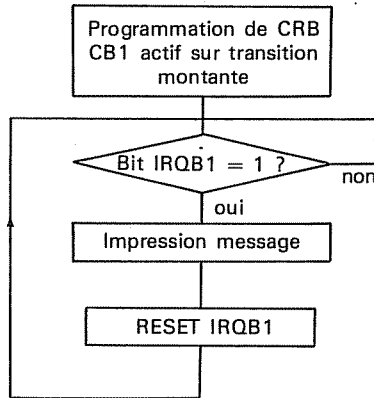 Programmation de CRB
CB1 actif sur transition
montante
Bit IRQB1 = 1 ?
non
oui
Impression message
RESET IRQB1